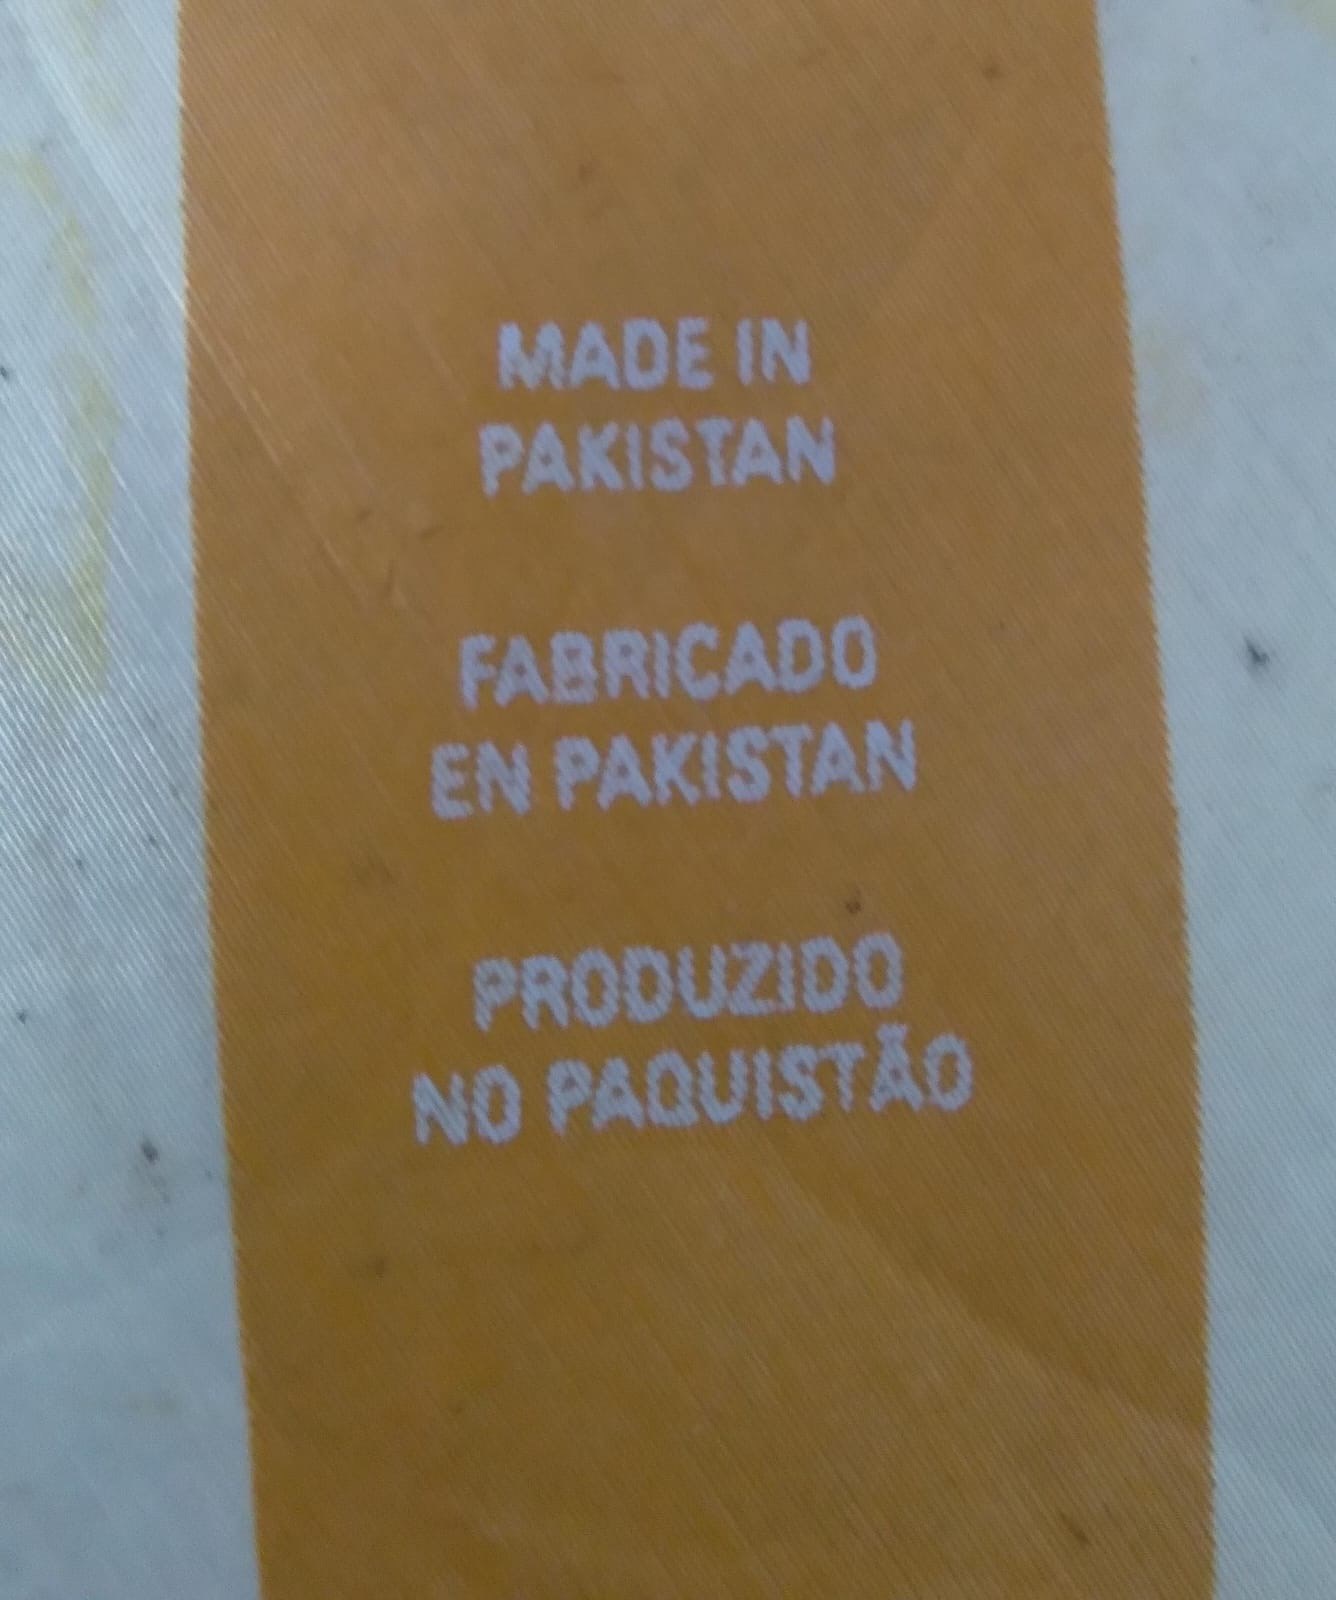 MADE IN
PAKISTAN
FABRICADO
EN PAKISTAN
PRODUZIDO
NO PAQUISTÃO